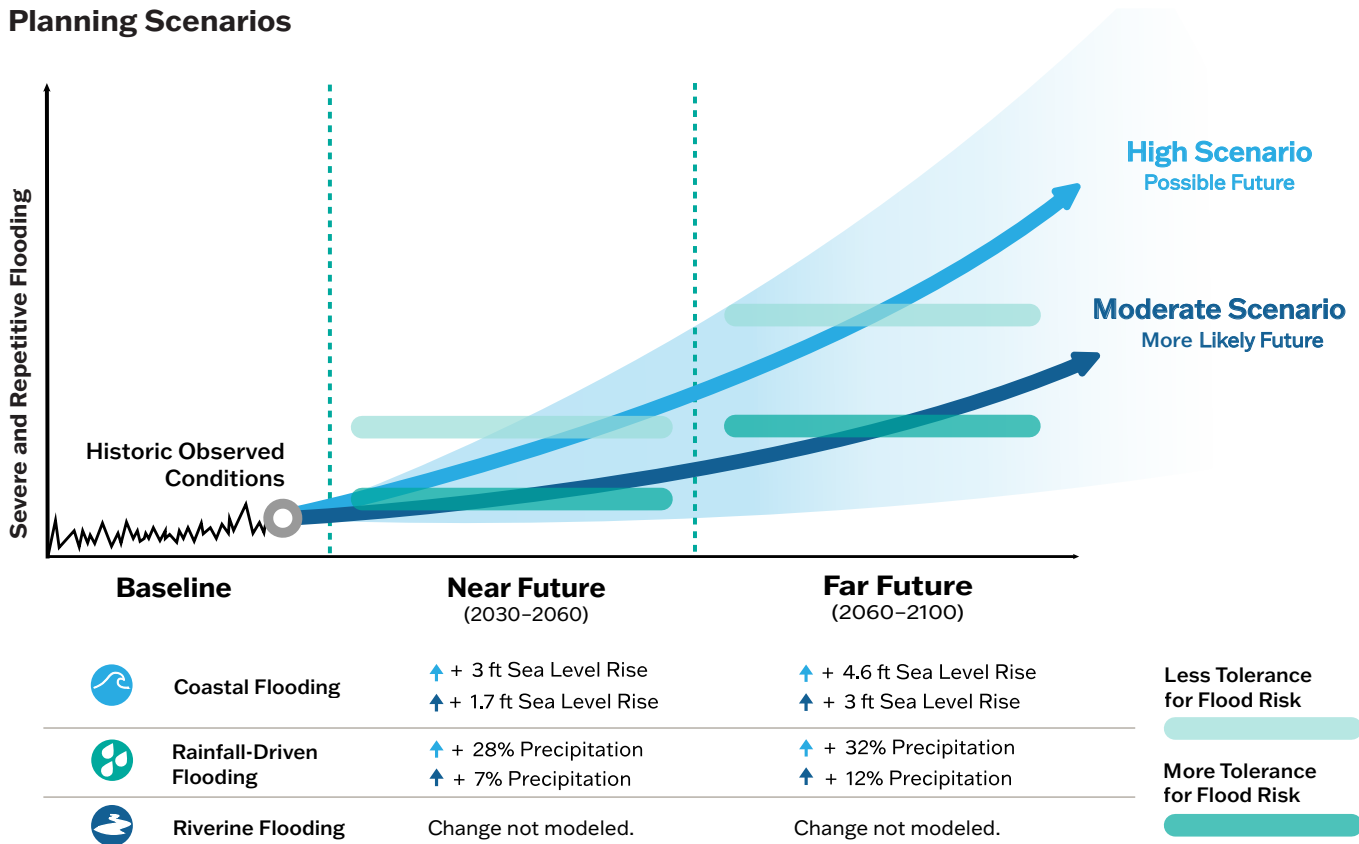 Planning Scenarios
Severe and Repetitive Flooding
High Scenario
Possible Future
Moderate Scenario
More Likely Future
Historic Observed
Conditions
Baseline
Near Future
(2030–2060)
Far Future
(2060–2100)
Coastal Flooding
+ 3 ft Sea Level Rise
+ 1.7 ft Sea Level Rise
+ 4.6 ft Sea Level Rise
+ 3 ft Sea Level Rise
Rainfall-Driven
Flooding
+ 28% Precipitation
+ 7% Precipitation
+ 32% Precipitation
+ 12% Precipitation
Riverine Flooding
Change not modeled.
Change not modeled.
Less Tolerance
for Flood Risk
More Tolerance
for Flood Risk